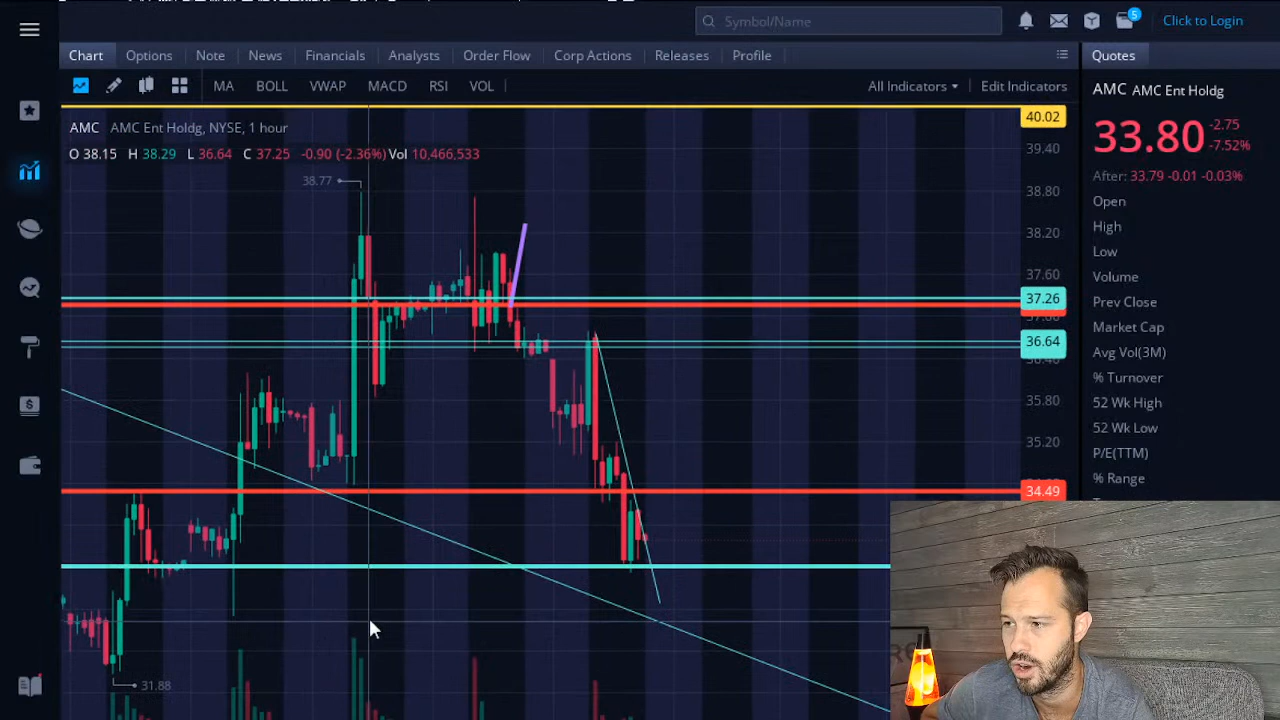 Symbol/Name
5
Click to Login
Chart Options Note News Financials Analysts Order Flow Corp Actions Releases Profile
Quotes
MA BOLL VWAP MACD RSI VOL
All Indicators Edit Indicators
AMC AMC Ent Holdg, NYSE, 1 hour
O 38.15 H 38.29 L 36.64 C 37.25 -0.90 (-2.36%) Vol 10,466,533
38.77
31.88
40.02
39.40
38.80
38.20
37.60
37.26
36.64
35.80
35.20
34.49
AMC AMC Ent Holdg
33.80
-2.75
-7.52%
After: 33.79 -0.01 -0.03%
Open
High
Low
Volume
Prev Close
Market Cap
Avg Vol(3M)
% Turnover
52 Wk High
52 Wk Low
P/E(TTM)
% Range